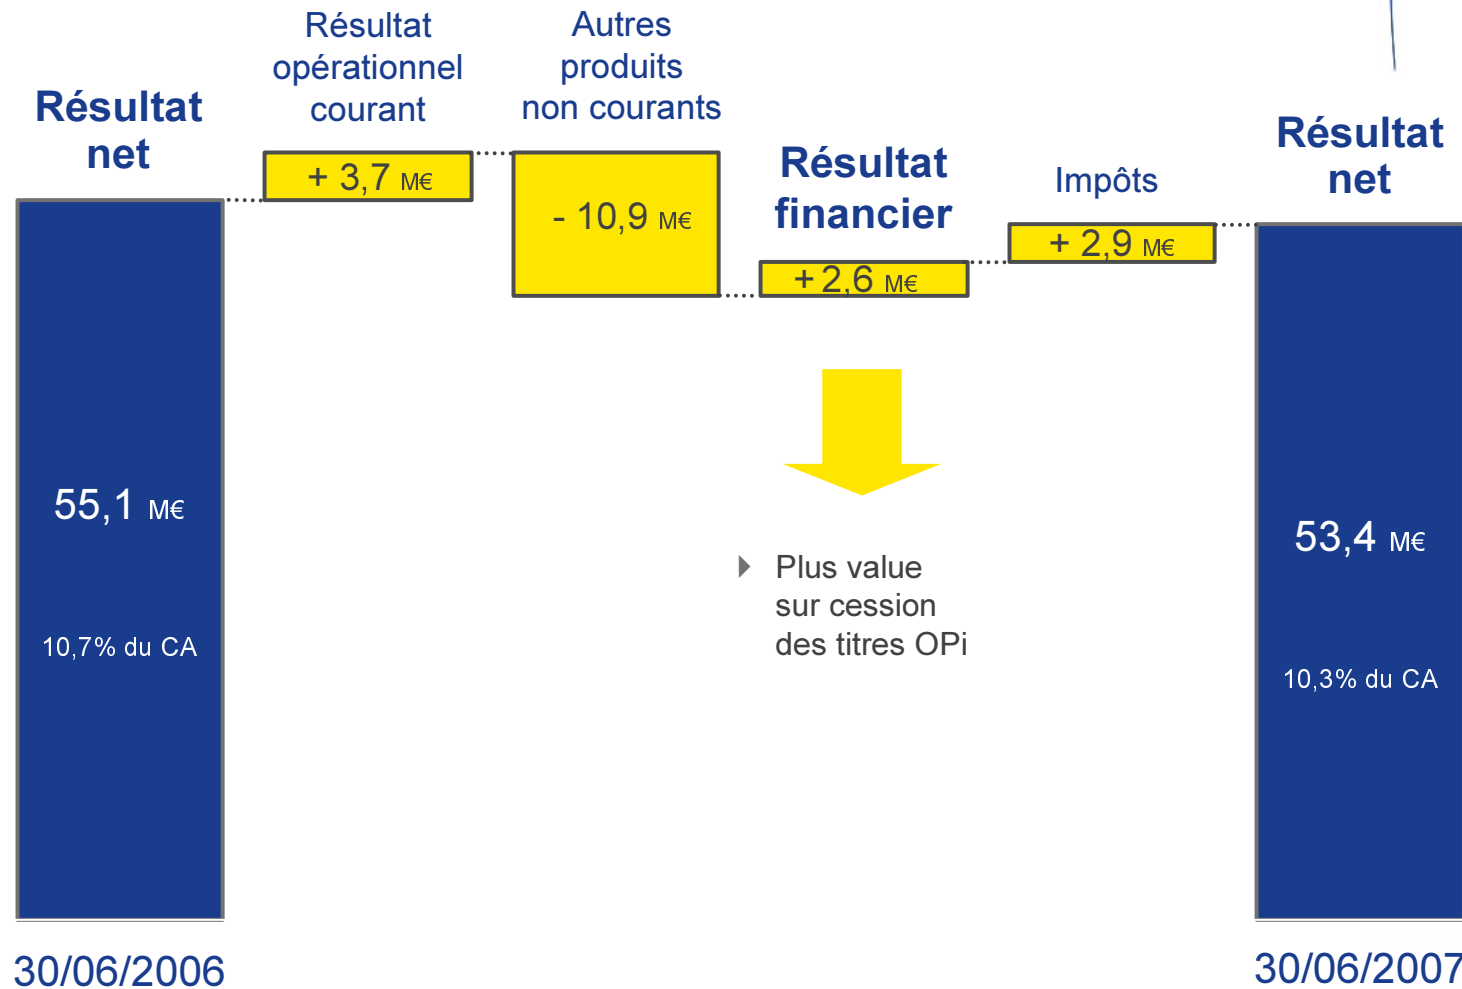 Résultat
net
55,1 M€
10,7% du CA
30/06/2006
Résultat
opérationnel
courant
+ 3,7 M€
Autres
produits
non courants
- 10,9 M€
Résultat
financier
+ 2,6 M€
Plus value
sur cession
des titres OPi
Impôts
+ 2,9 M€
Résultat
net
53,4 M€
10,3% du CA
30/06/2007